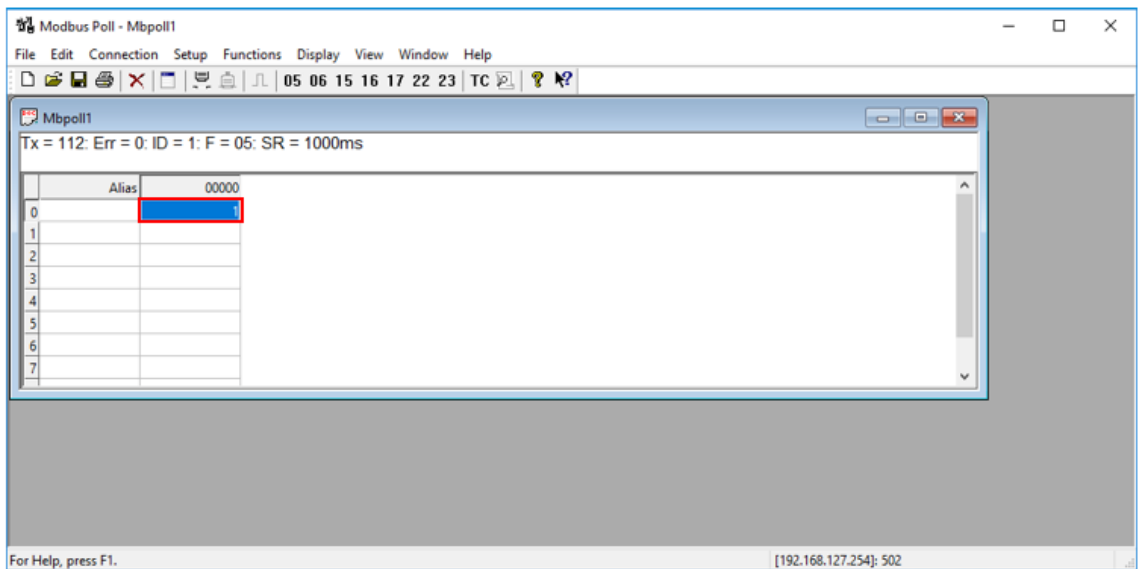 Modbus Poll - Mbpoll1
File Edit Connection Setup Functions Display View Window Help
05 06 15 16 17 22 23 TC
Mbpoll1
Tx = 112: Err = 0: ID = 1: F = 05: SR = 1000ms
Alias 00000
0 1
1
2
3
4
5
6
7
For Help, press F1. [192.168.127.254]: 502